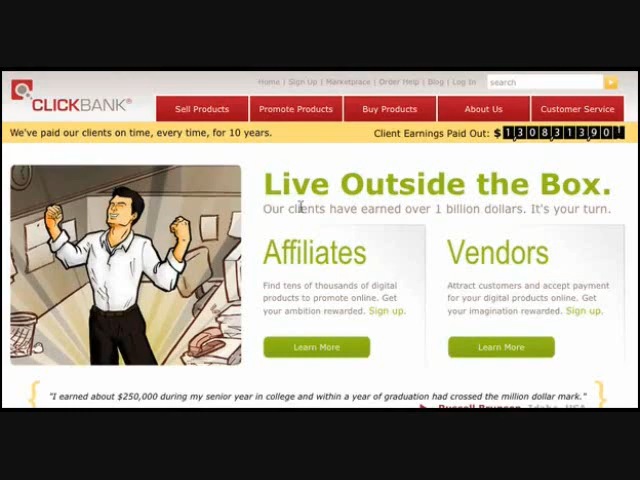 Home | Sign Up | Marketplace | Order Help | Blog | Log In
search
CLICKBANK®
Sell Products
Promote Products
Buy Products
About Us
Customer Service
We've paid our clients on time, every time, for 10 years.
Client Earnings Paid Out: $
Live Outside the Box.
Our clients have earned over 1 billion dollars. It's your turn.
Affiliates
Find tens of thousands of digital
products to promote online. Get
your ambition rewarded. Sign up.
Learn More
Vendors
Attract customers and accept payment
for your digital products online. Get
your imagination rewarded. Sign up.
Learn More
"I earned about $250,000 during my senior year in college and within a year of graduation had crossed the million dollar mark."
Russell Brunson, Idaho, USA